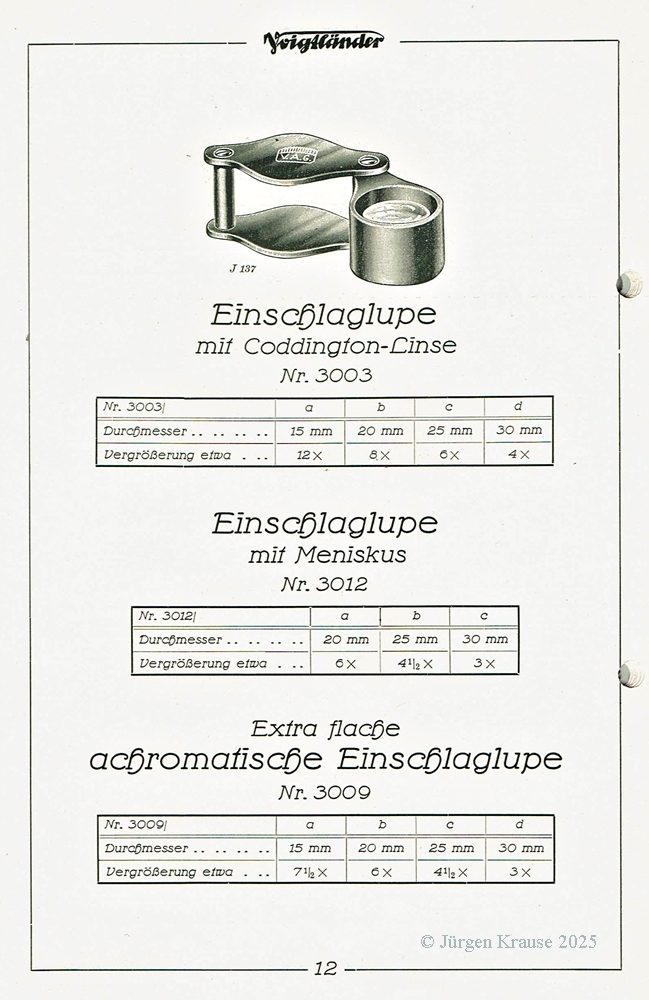 Voigtländer
V.A.G.
J 137
Einschlaglupe
mit Coddington-Linse
Nr. 3003
Nr. 3003/ a b c d
Durchmesser .. .. .. .. 15 mm 20 mm 25 mm 30 mm
Vergrößerung etwa . .. 12× 8× 6× 4×
Einschlaglupe
mit Meniskus
Nr. 3012
Nr. 3012/ a b c
Durchmesser .. .. .. .. 20 mm 25 mm 30 mm
Vergrößerung etwa . .. 6× 4½× 3×
Extra flache
achromatische Einschlaglupe
Nr. 3009
Nr. 3009/ a b c d
Durchmesser .. .. .. .. 15 mm 20 mm 25 mm 30 mm
Vergrößerung etwa . .. 7½× 6× 4½× 3×
© Jürgen Krause 2025
12